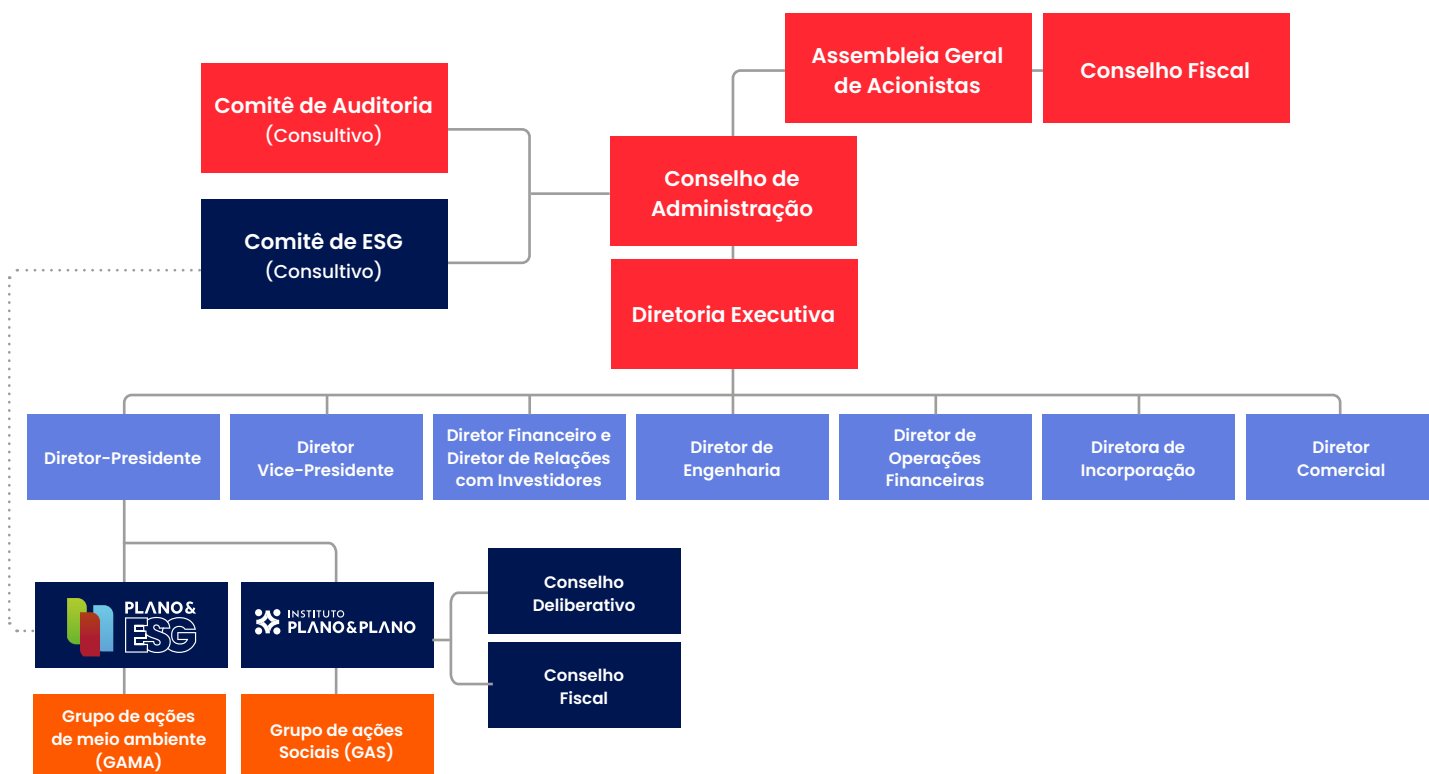 Assembleia Geral
de Acionistas
Conselho Fiscal
Comitê de Auditoria
(Consultivo)
Conselho de
Administração
Comitê de ESG
(Consultivo)
Diretoria Executiva
Diretor-Presidente
Diretor
Vice-Presidente
Diretor Financeiro e
Diretor de Relações
com Investidores
Diretor de
Engenharia
Diretor de
Operações
Financeiras
Diretora de
Incorporação
Diretor
Comercial
PLANO&
ESG
INSTITUTO
PLANO&PLANO
Conselho
Deliberativo
Conselho
Fiscal
Grupo de ações
de meio ambiente
(GAMA)
Grupo de ações
Sociais (GAS)